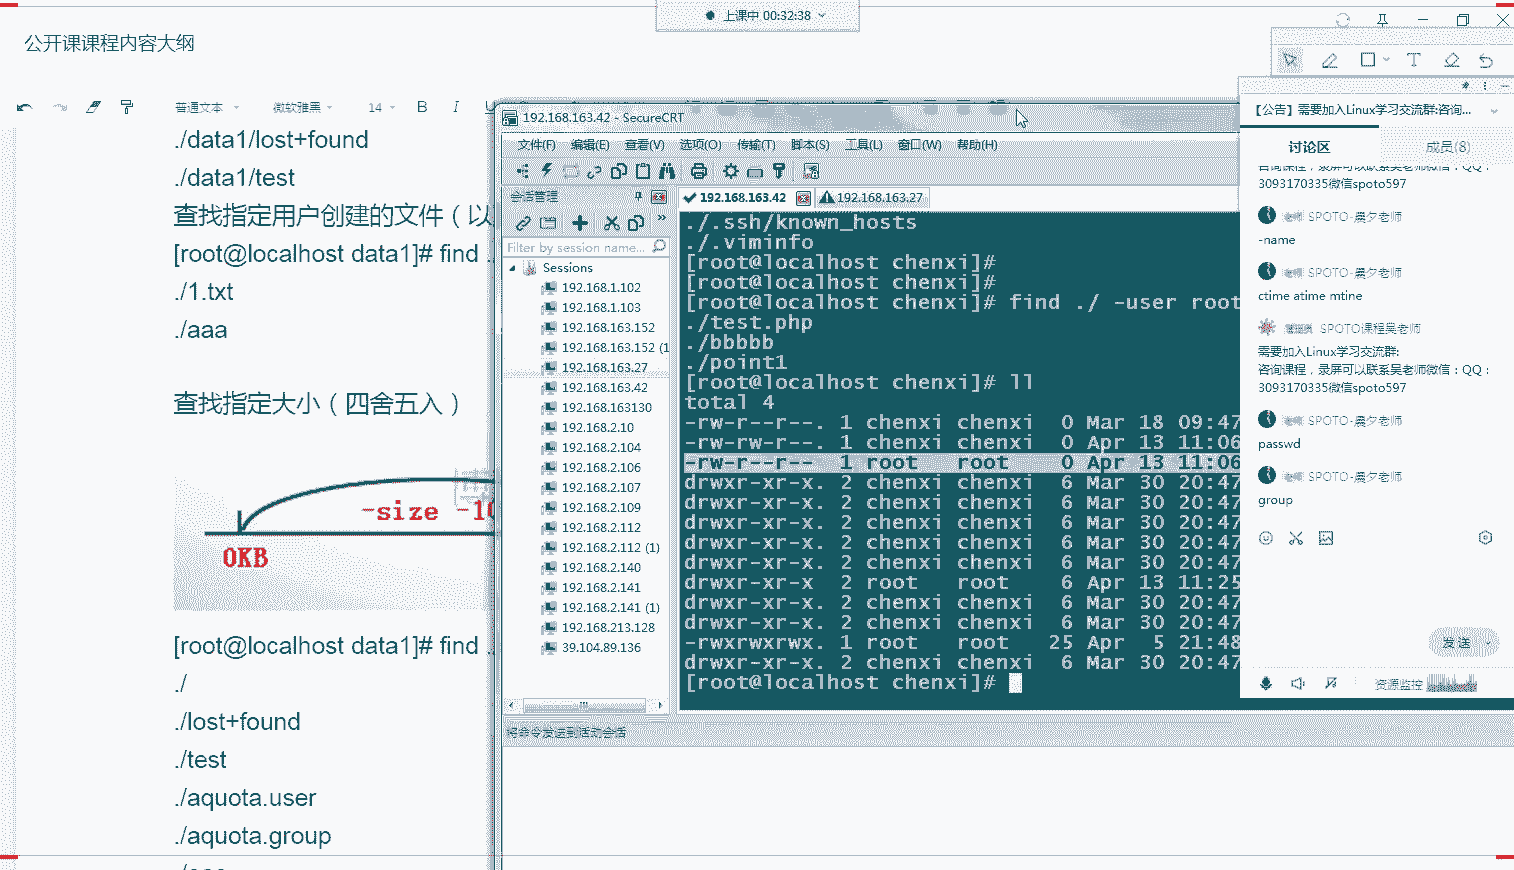 上课中 00:32:38
公开课课程内容大纲
普通文本
微软雅黑
14
B
I
./data1/lost+found
./data1/test
查找指定用户创建的文件（以
[root@localhost data1]# find .
./1.txt
./aaa
查找指定大小（四舍五入）
-size -10
0KB
[root@localhost data1]# find .
./
./lost+found
./test
./aquota.user
./aquota.group
192.168.163.42 - SecureCRT
文件(F) 编辑(E) 查看(V) 选项(O) 传输(T) 脚本(S) 工具(L) 窗口(W) 帮助(H)
会话管理
Filter by session name...
Sessions
192.168.1.102
192.168.1.103
192.168.163.152
192.168.163.152 (1
192.168.163.27
192.168.163.42
192.168.163130
192.168.2.10
192.168.2.104
192.168.2.106
192.168.2.107
192.168.2.109
192.168.2.112
192.168.2.112 (1)
192.168.2.140
192.168.2.141
192.168.2.141 (1)
192.168.213.128
39.104.89.136
将命令发送到活动会话
192.168.163.42
192.168.163.27
./.ssh/known_hosts
./.viminfo
[root@localhost chenxi]#
[root@localhost chenxi]#
[root@localhost chenxi]# find ./ -user root
./test.php
./bbbbb
./point1
[root@localhost chenxi]# ll
total 4
-rw-r--r--. 1 chenxi chenxi 0 Mar 18 09:47
-rw-rw-r--. 1 chenxi chenxi 0 Apr 13 11:06
-rw-r--r-- 1 root root 0 Apr 13 11:06
drwxr-xr-x. 2 chenxi chenxi 6 Mar 30 20:47
drwxr-xr-x. 2 chenxi chenxi 6 Mar 30 20:47
drwxr-xr-x. 2 chenxi chenxi 6 Mar 30 20:47
drwxr-xr-x. 2 chenxi chenxi 6 Mar 30 20:47
drwxr-xr-x. 2 chenxi chenxi 6 Mar 30 20:47
drwxr-xr-x 2 root root 6 Apr 13 11:25
drwxr-xr-x. 2 chenxi chenxi 6 Mar 30 20:47
drwxr-xr-x. 2 chenxi chenxi 6 Mar 30 20:47
-rwxrwxrwx. 1 root root 25 Apr 5 21:48
drwxr-xr-x. 2 chenxi chenxi 6 Mar 30 20:47
[root@localhost chenxi]#
【公告】需要加入Linux学习交流群:咨询...
讨论区
成员(8)
咨询课程，录屏可以联系吴老师微信：QQ：
3093170335微信spoto597
SPOTO-晨夕老师
-name
SPOTO-晨夕老师
ctime atime mtine
SPOTO课程吴老师
需要加入Linux学习交流群:
咨询课程，录屏可以联系吴老师微信：QQ：
3093170335微信spoto597
SPOTO-晨夕老师
passwd
SPOTO-晨夕老师
group
发送
资源监控